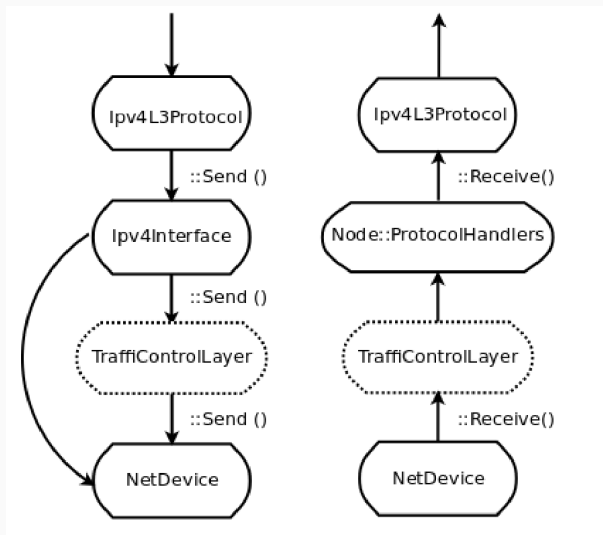 Ipv4L3Protocol
::Send ()
Ipv4Interface
::Send ()
TraffiControlLayer
::Send ()
NetDevice
Ipv4L3Protocol
::Receive()
Node::ProtocolHandlers
TraffiControlLayer
::Receive()
NetDevice